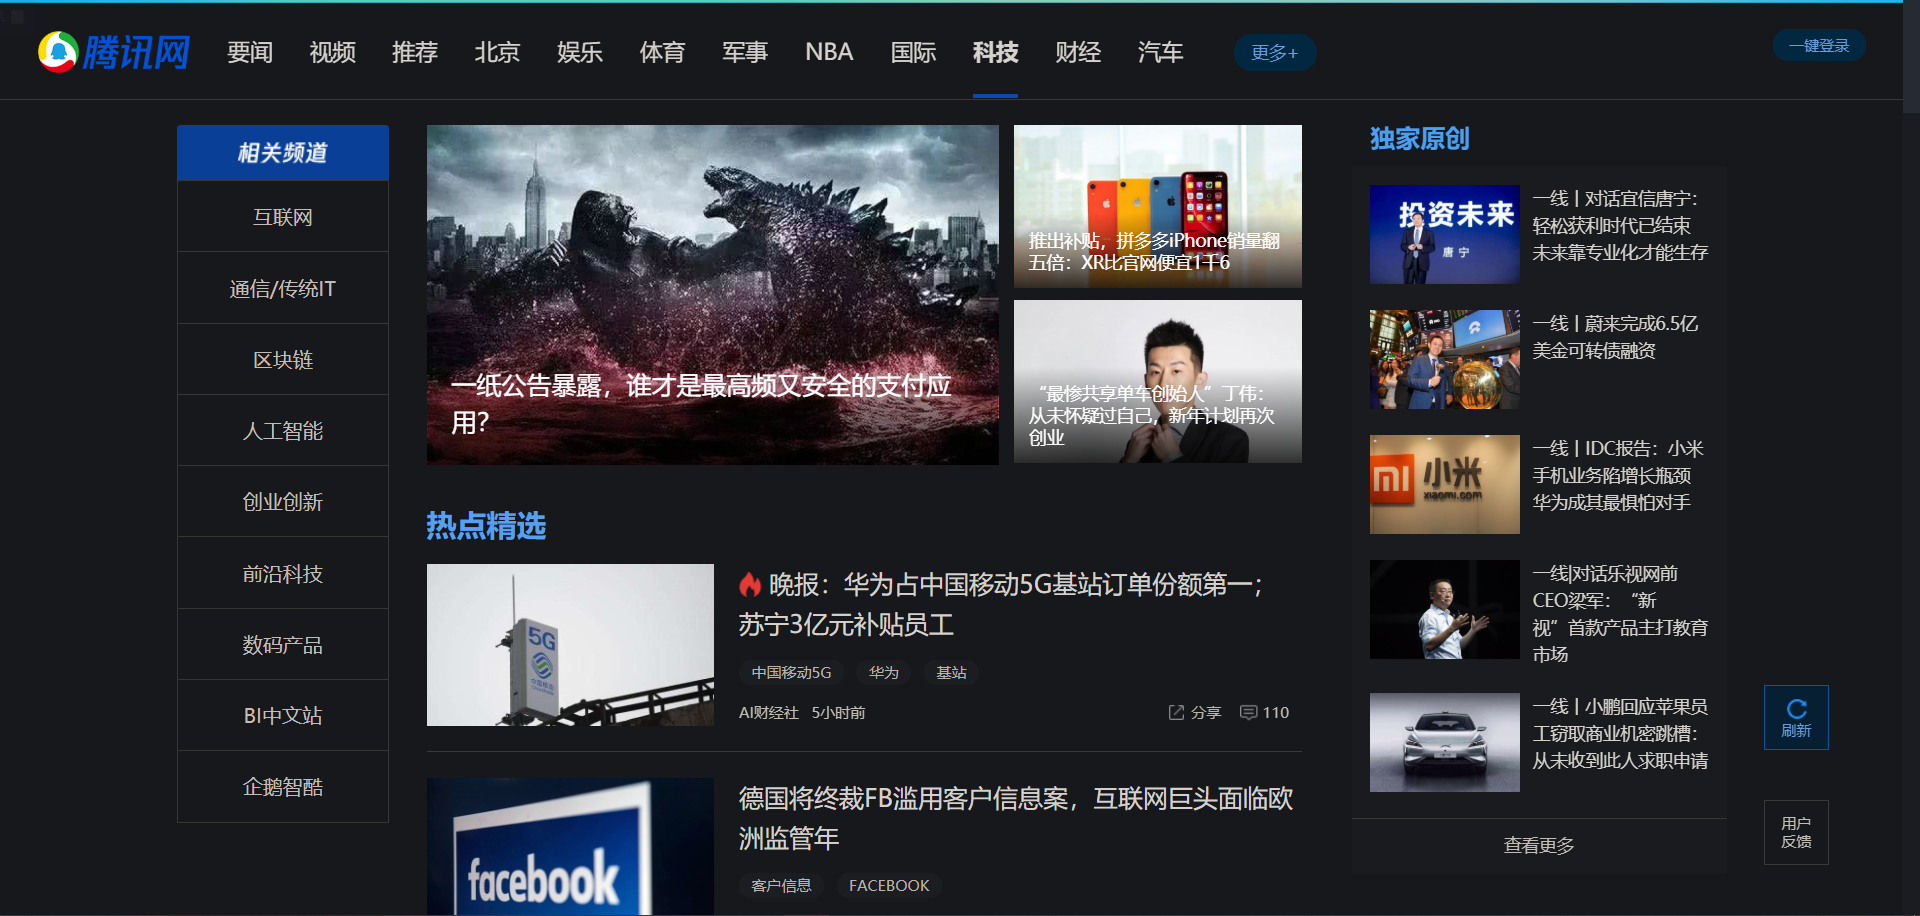 腾讯网
要闻 视频 推荐 北京 娱乐 体育 军事 NBA 国际 科技 财经 汽车 更多+ 一键登录
相关频道
互联网
通信/传统IT
区块链
人工智能
创业创新
前沿科技
数码产品
BI中文站
企鹅智酷
一纸公告暴露，谁才是最高频又安全的支付应
用？
推出补贴，拼多多iPhone销量翻
五倍：XR比官网便宜1千6
“最惨共享单车创始人”丁伟：
从未怀疑过自己，新年计划再次
创业
热点精选
5G
中国移动
晚报：华为占中国移动5G基站订单份额第一；
苏宁3亿元补贴员工
中国移动5G 华为 基站
AI财经社 5小时前 分享 110
facebook
德国将终裁FB滥用客户信息案，互联网巨头面临欧
洲监管年
客户信息 FACEBOOK
独家原创
投资未来
唐宁
一线丨对话宜信唐宁：
轻松获利时代已结束
未来靠专业化才能生存
一线丨蔚来完成6.5亿
美金可转债融资
小米
xiaomi.com
一线丨IDC报告：小米
手机业务陷增长瓶颈
华为成其最惧怕对手
一线|对话乐视网前
CEO梁军：“新
视”首款产品主打教育
市场
一线丨小鹏回应苹果员
工窃取商业机密跳槽：
从未收到此人求职申请
查看更多
刷新
用户
反馈